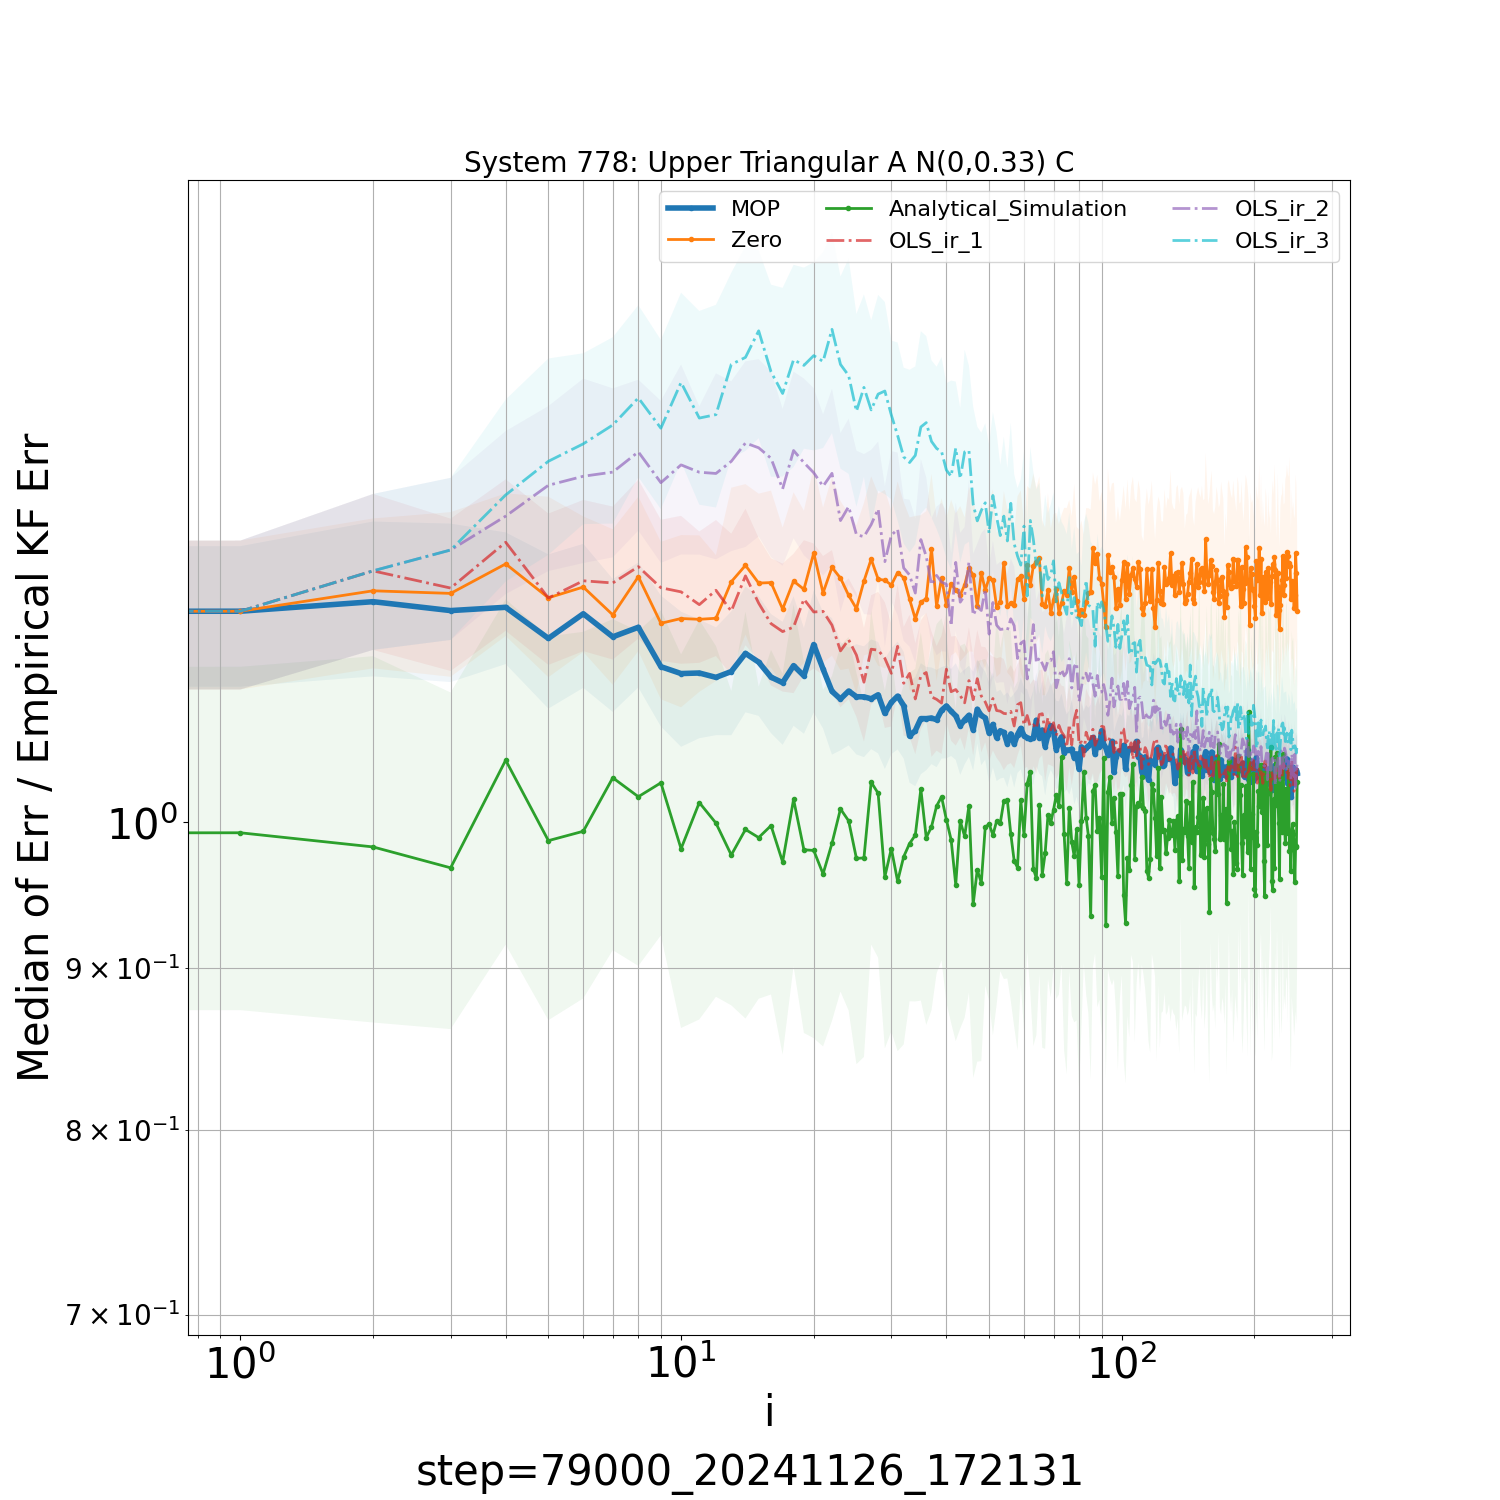 System 778: Upper Triangular A N(0,0.33) C
MOP
Zero
Analytical_Simulation
OLS_ir_1
OLS_ir_2
OLS_ir_3
Median of Err / Empirical KF Err
10⁰
9 × 10⁻¹
8 × 10⁻¹
7 × 10⁻¹
10⁰ 10¹ 10²
i
step=79000_20241126_172131